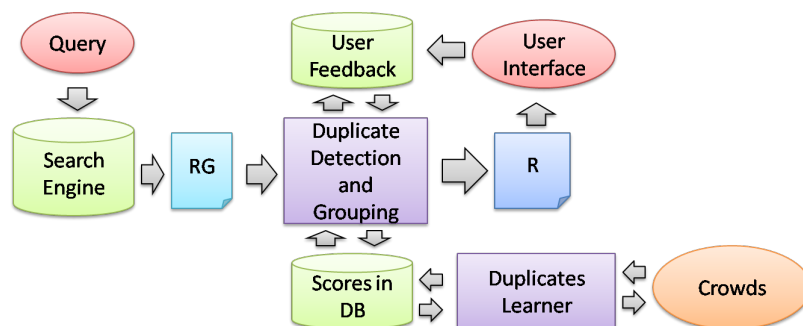 Query
User
Feedback
User
Interface
Search
Engine
RG
Duplicate
Detection
and
Grouping
R
Scores in
DB
Duplicates
Learner
Crowds